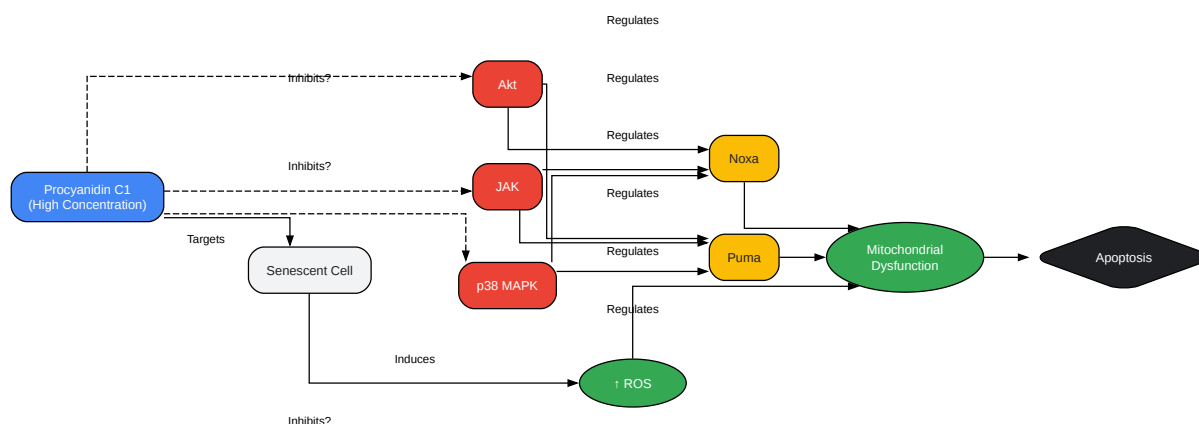 Regulates
Inhibits?
Akt
Regulates
Regulates
Noxa
Inhibits?
Procyanidin C1
(High Concentration)
JAK
Regulates
Targets
Senescent Cell
p38 MAPK
Regulates
Puma
Mitochondrial
Dysfunction
Apoptosis
Regulates
Induces
↑ ROS
Inhibits?